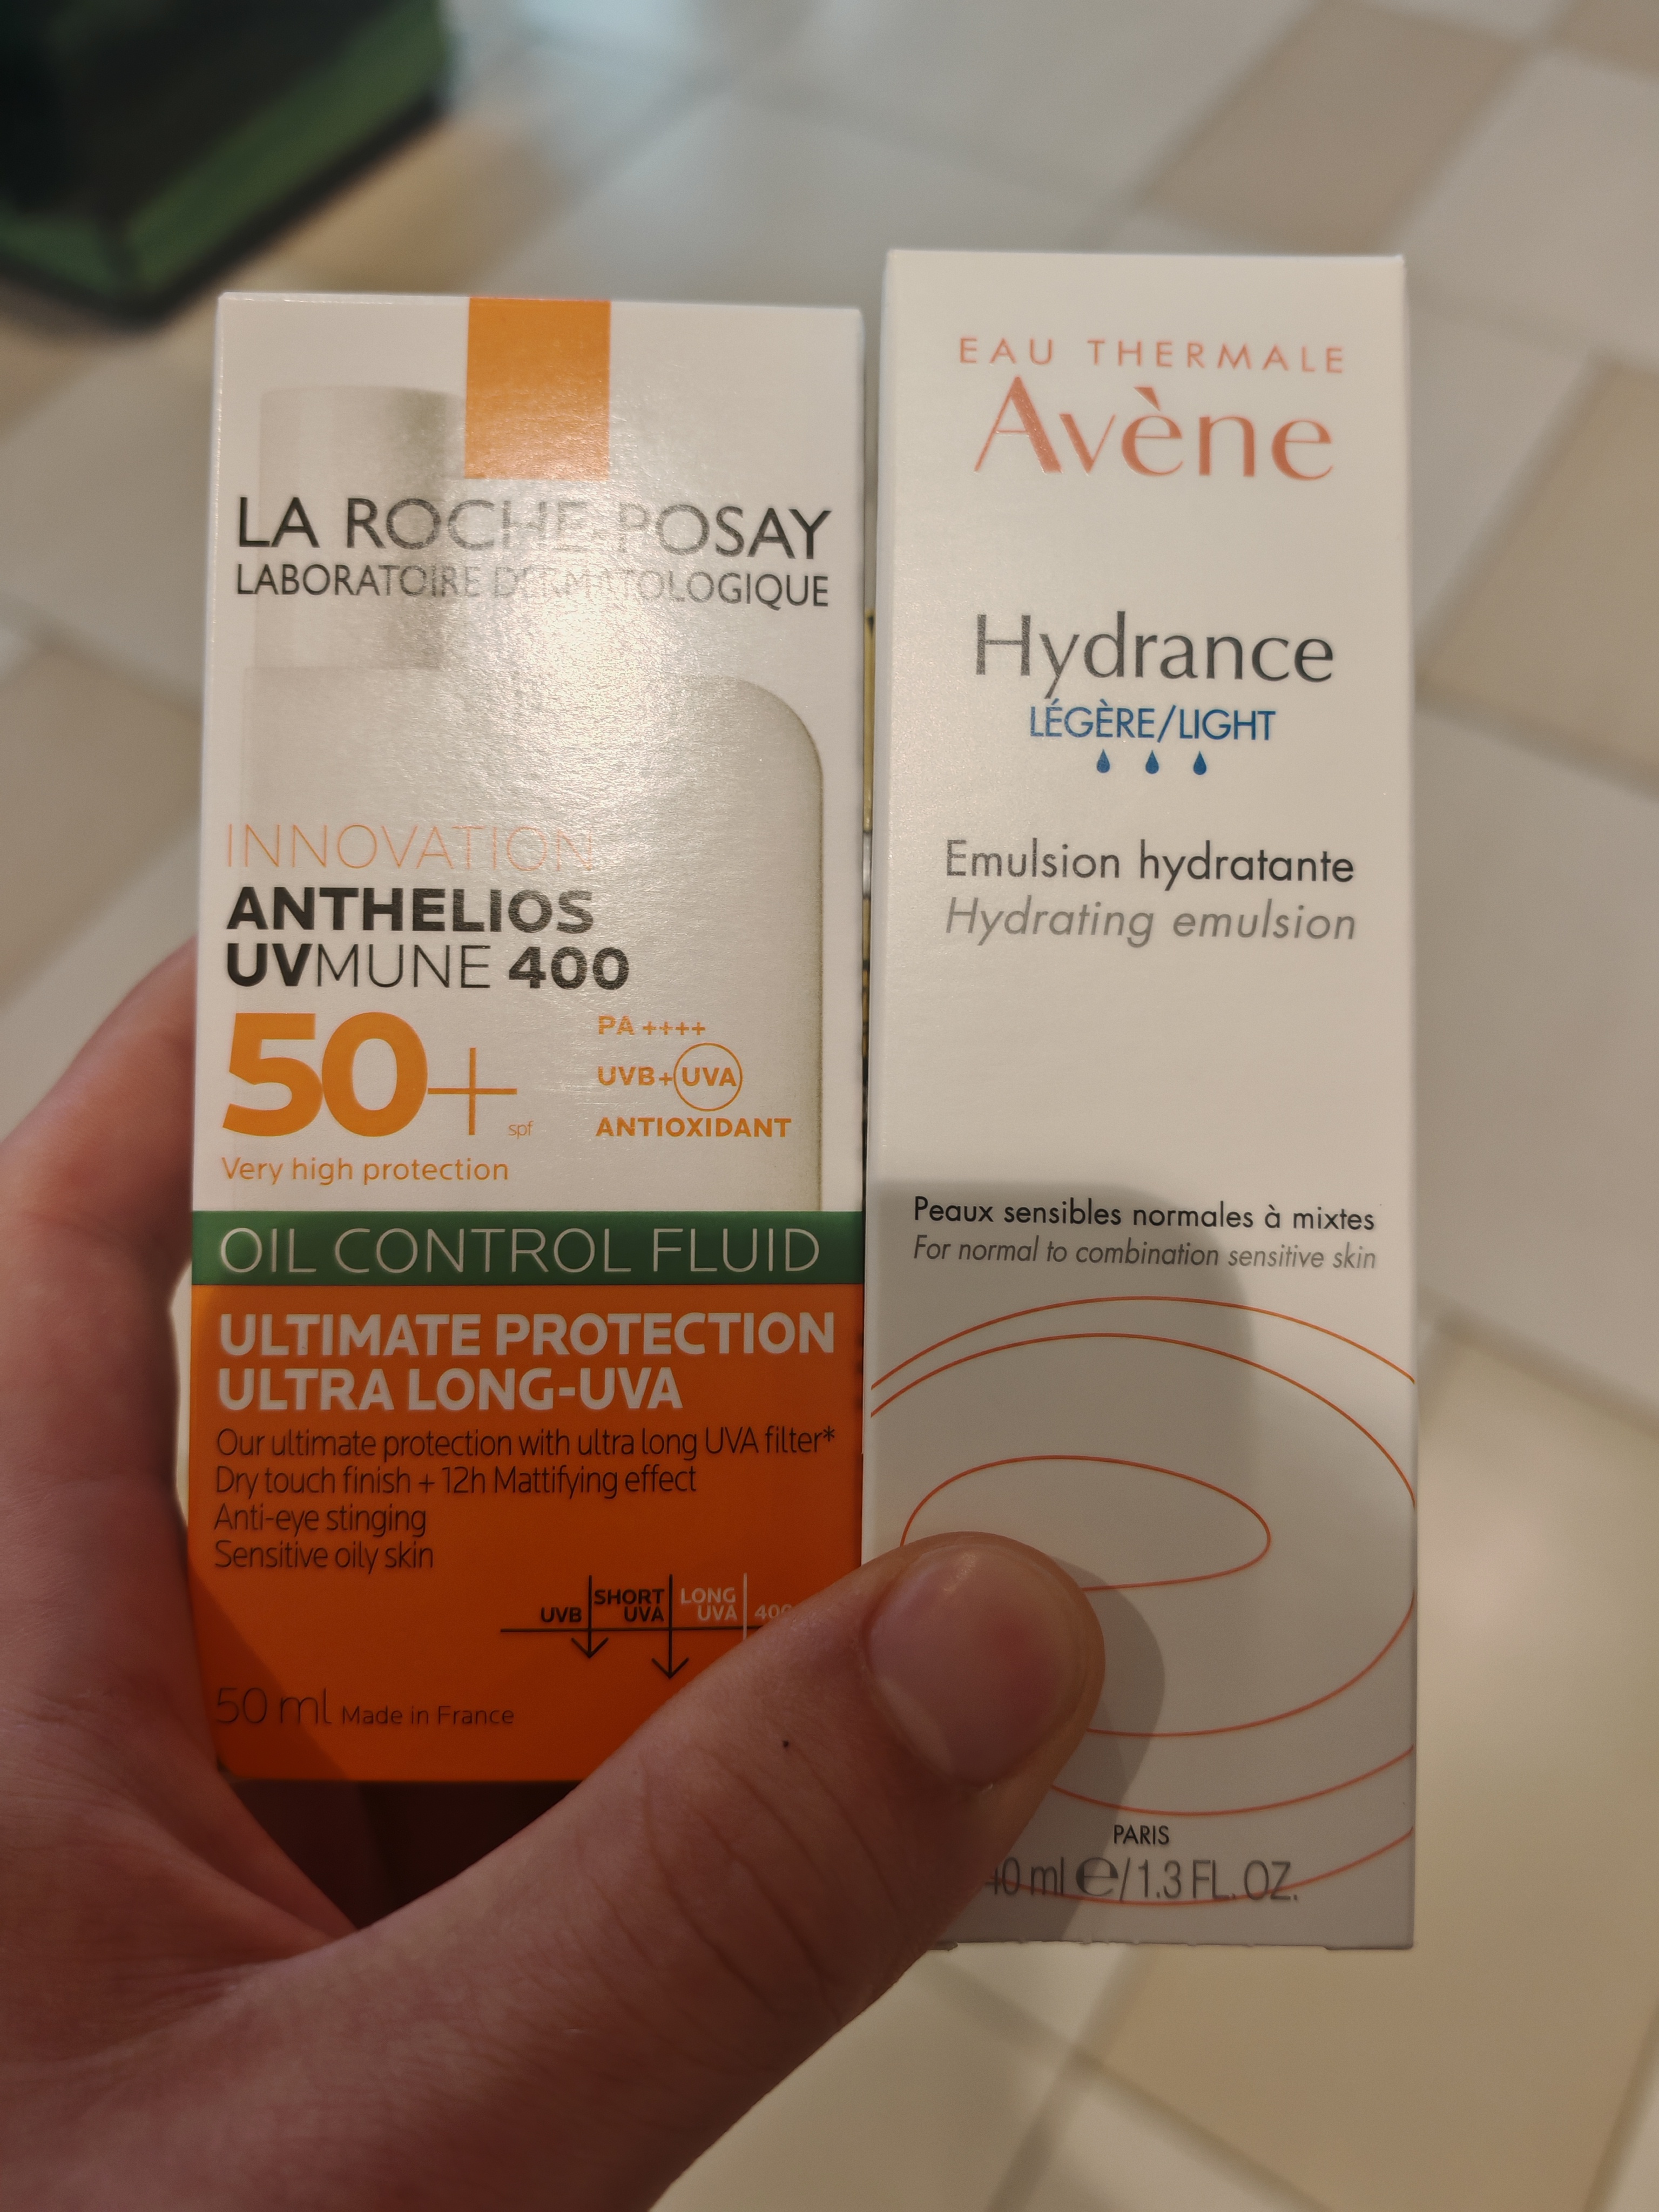 LA ROCHE-POSAY
LABORATOIRE DERMATOLOGIQUE
INNOVATION
ANTHELIOS
UVMUNE 400
50+ spf
PA ++++
UVB+UVA
ANTIOXIDANT
Very high protection
OIL CONTROL FLUID
ULTIMATE PROTECTION
ULTRA LONG-UVA
Our ultimate protection with ultra long UVA filter*
Dry touch finish + 12h Mattifying effect
Anti-eye stinging
Sensitive oily skin
UVB
SHORT
UVA
LONG
UVA
400
50 ml Made in France
EAU THERMALE
Avène
Hydrance
LÉGÈRE/LIGHT
Emulsion hydratante
Hydrating emulsion
Peaux sensibles normales à mixtes
For normal to combination sensitive skin
PARIS
40 ml e/1.3 FL. OZ.